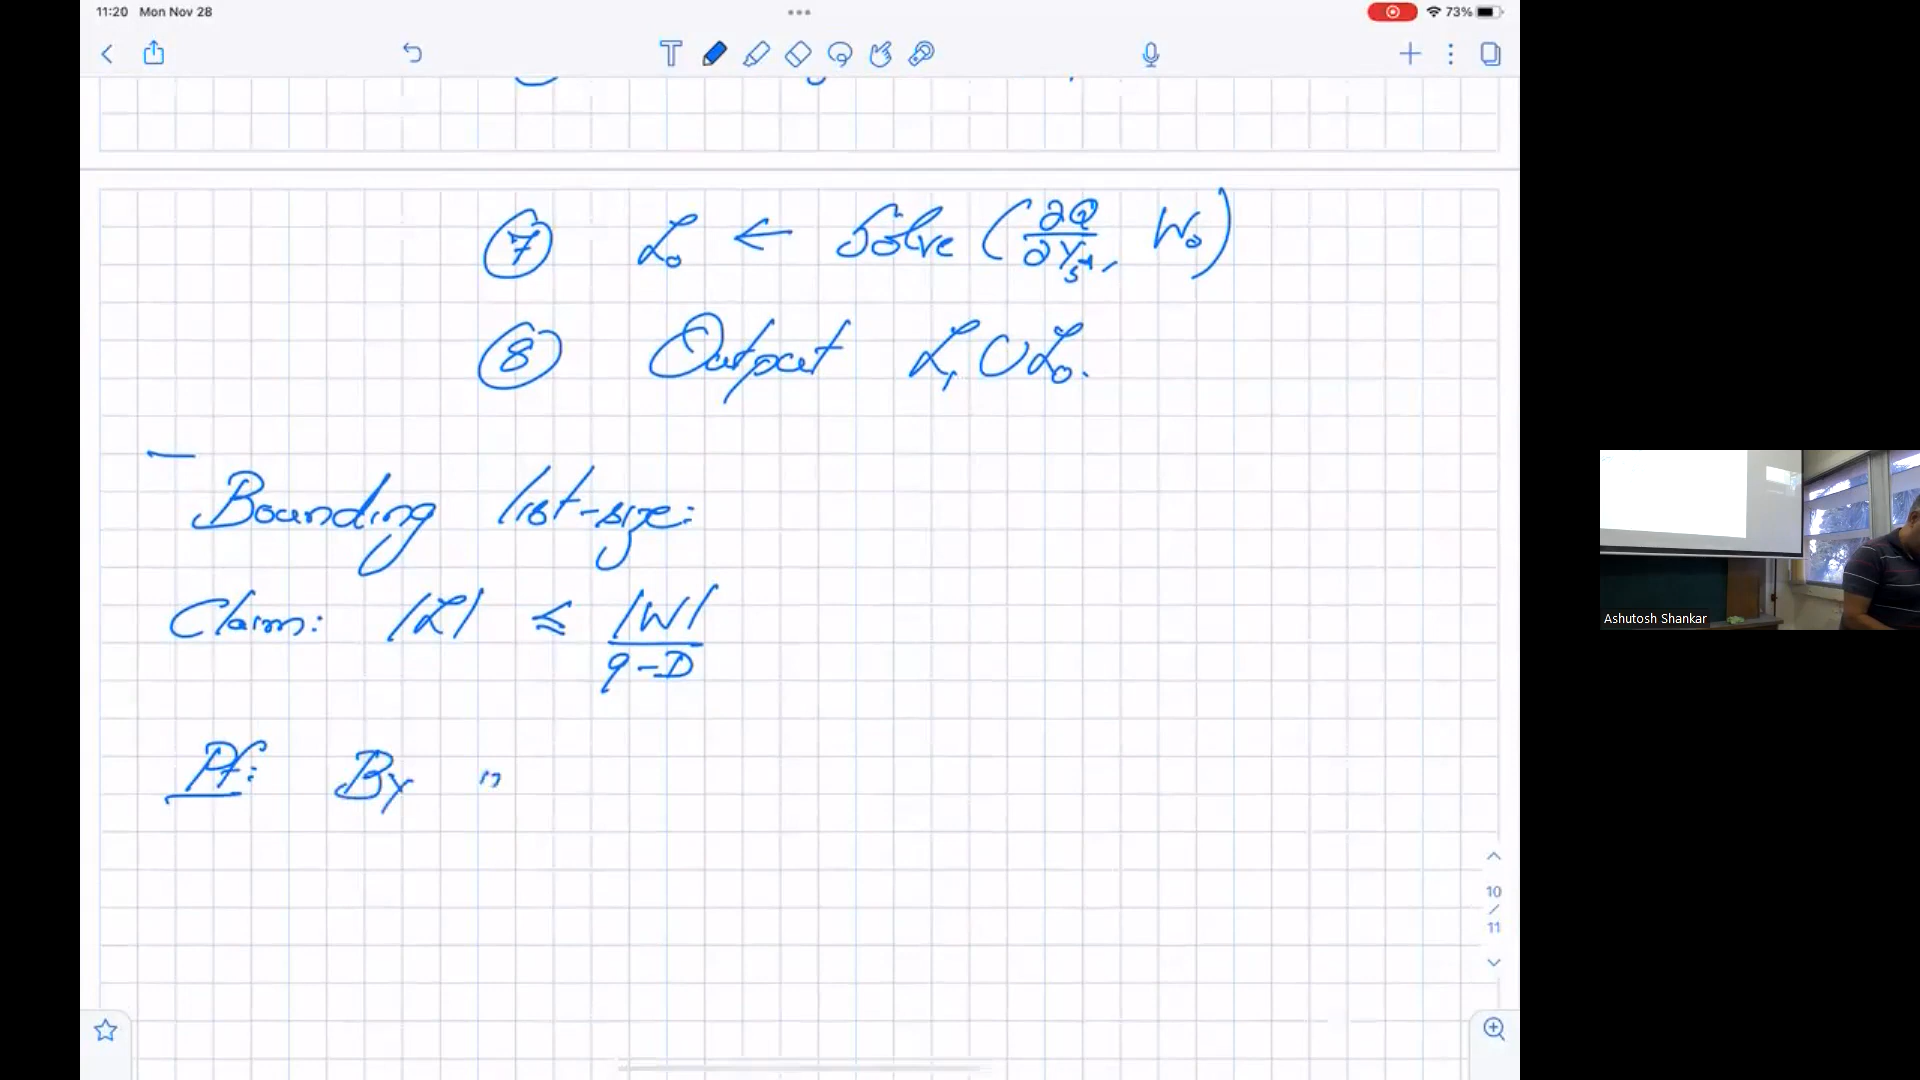 11:20 Mon Nov 28
73%
⑦ 𝓛₀ ← Solve (∂Q/∂Y_{s-1}, W₀)
⑧ Output 𝓛₁ ∪ 𝓛₀.
— Bounding list-size:
Claim: |𝓛| ≤ |W| / (q-D)
Pf: By
10
/
11
Ashutosh Shankar